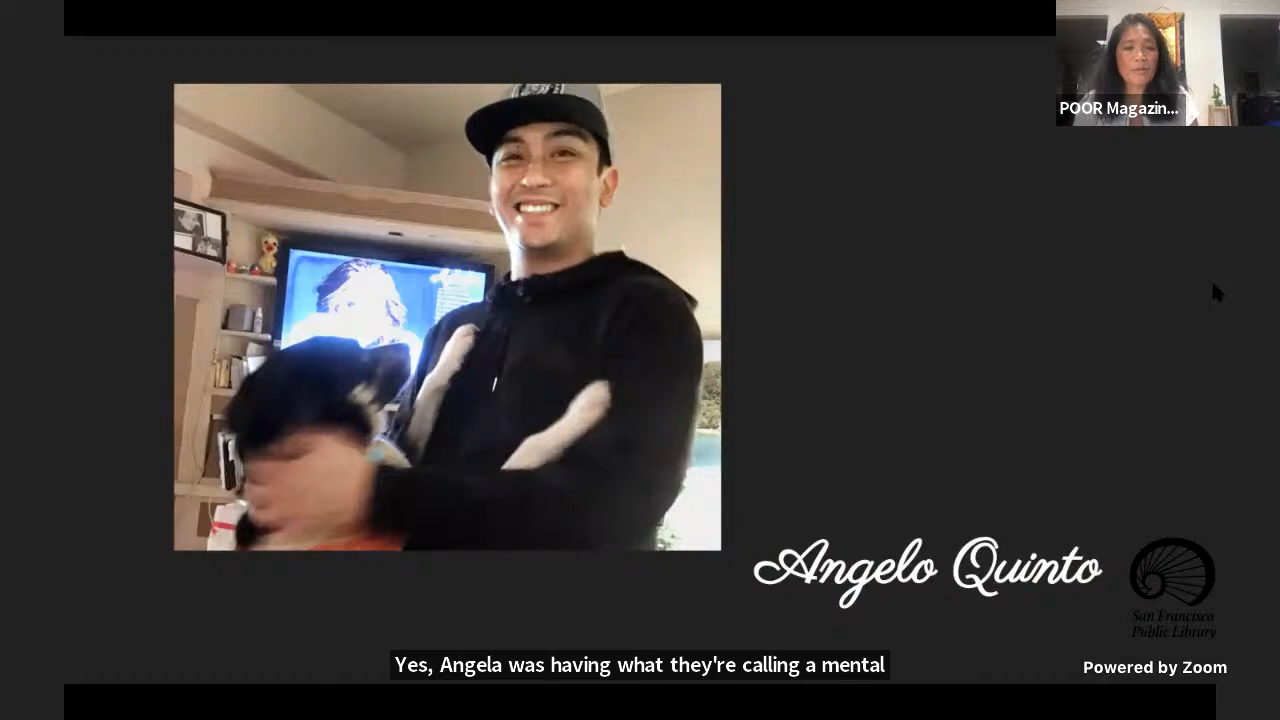 POOR Magazin...
Angelo Quinto
San Francisco
Public Library
Yes, Angela was having what they're calling a mental
Powered by Zoom